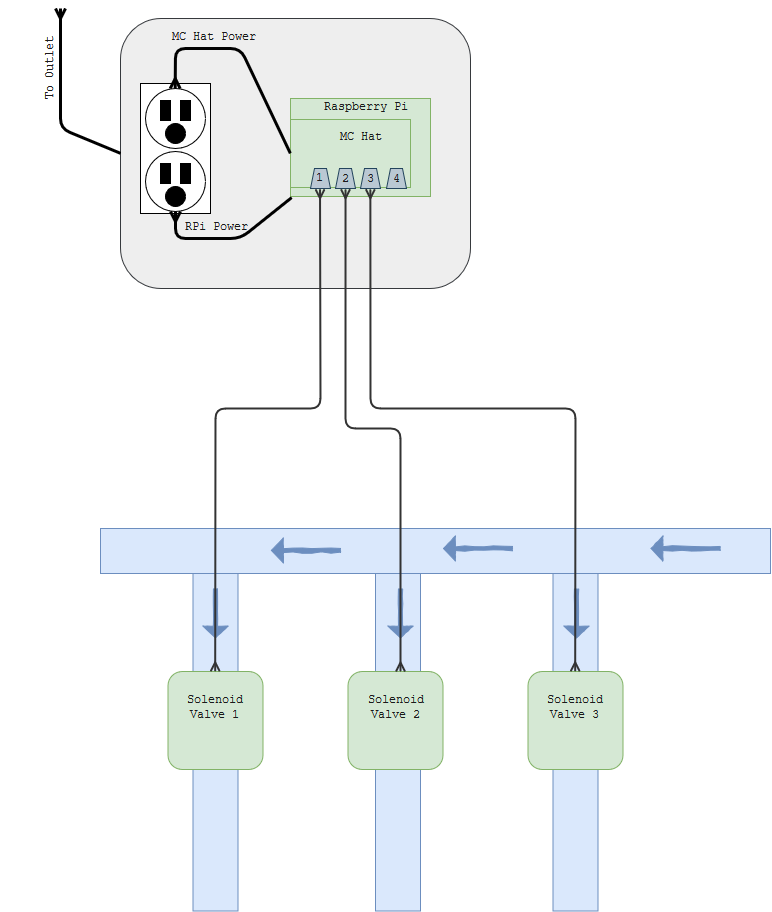 To Outlet
MC Hat Power
Raspberry Pi
MC Hat
1
2
3
4
RPi Power
Solenoid
Valve 1
Solenoid
Valve 2
Solenoid
Valve 3